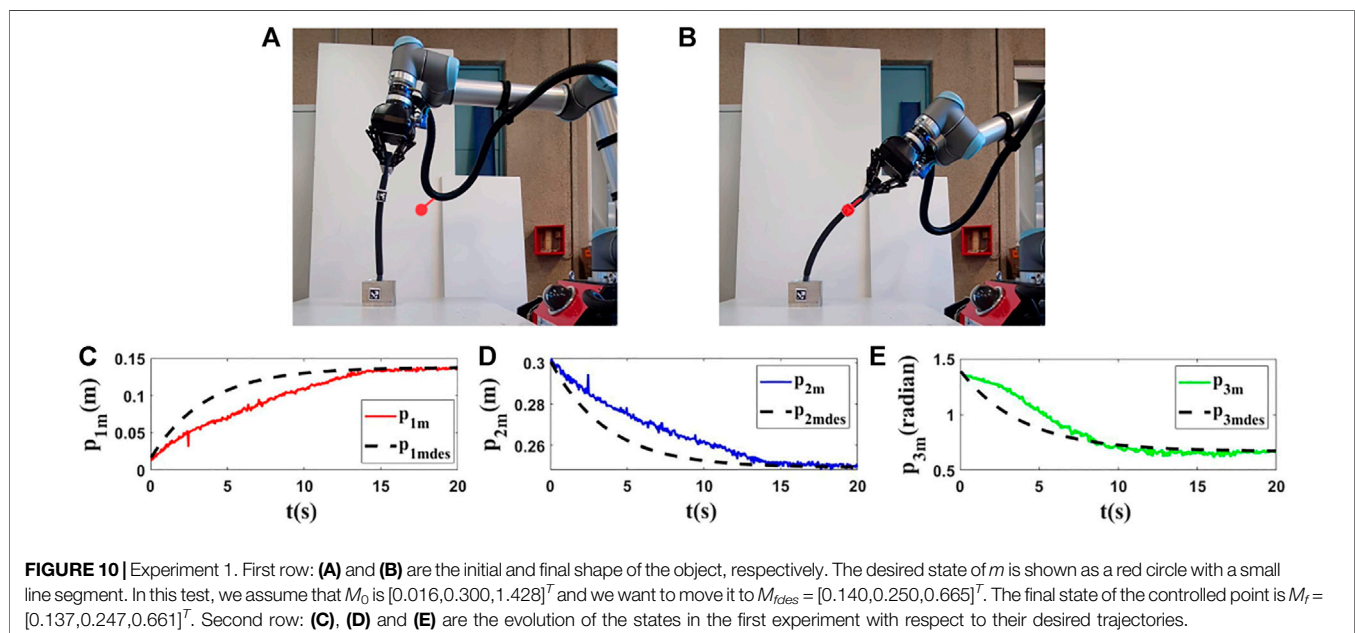 A
B
C
0.15
0.1
0.05
0
p1m(m)
p1m
p1mdes
0 5 10 15 20
t(s)
D
0.3
0.28
0.26
p2m(m)
p2m
p2mdes
0 5 10 15 20
t(s)
E
1.5
1
0.5
p3m(radian)
p3m
p3mdes
0 5 10 15 20
t(s)
FIGURE 10 | Experiment 1. First row: (A) and (B) are the initial and final shape of the object, respectively. The desired state of m is shown as a red circle with a small
line segment. In this test, we assume that M0 is [0.016,0.300,1.428]T and we want to move it to Mfdes = [0.140,0.250,0.665]T. The final state of the controlled point is Mf =
[0.137,0.247,0.661]T. Second row: (C), (D) and (E) are the evolution of the states in the first experiment with respect to their desired trajectories.